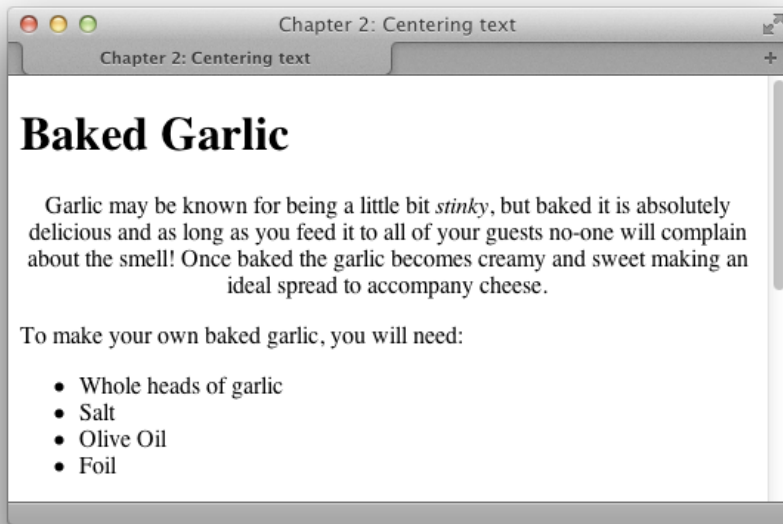 Chapter 2: Centering text
Chapter 2: Centering text
Baked Garlic
Garlic may be known for being a little bit stinky, but baked it is absolutely
delicious and as long as you feed it to all of your guests no-one will complain
about the smell! Once baked the garlic becomes creamy and sweet making an
ideal spread to accompany cheese.
To make your own baked garlic, you will need:
• Whole heads of garlic
• Salt
• Olive Oil
• Foil